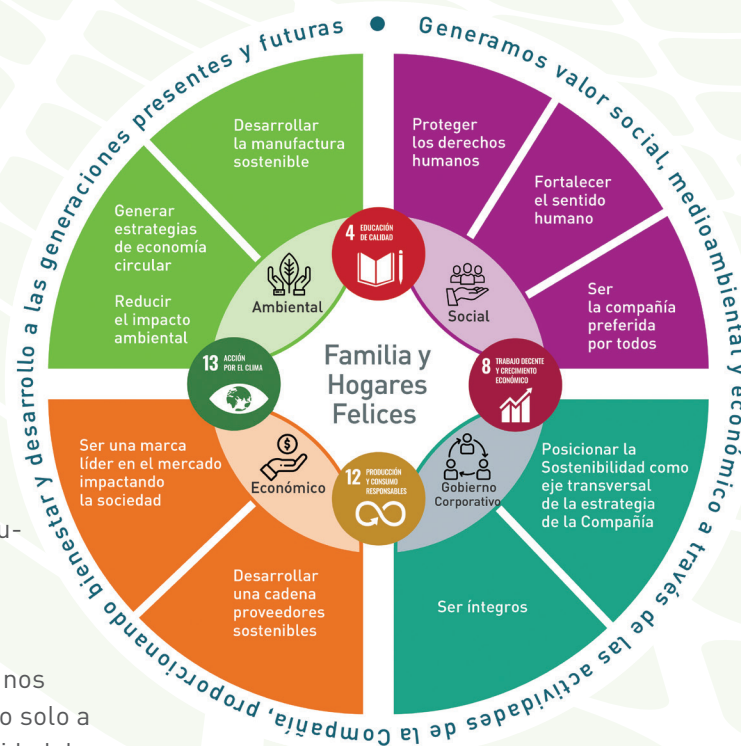 Generamos valor social, medioambiental y económico a través de las actividades de la Compañía, proporcionando bienestar y desarrollo a las generaciones presentes y futuras
Desarrollar
la manufactura
sostenible
Generar
estrategias
de economía
circular
Reducir
el impacto
ambiental
Proteger
los derechos
humanos
Fortalecer
el sentido
humano
Ser
la compañía
preferida
por todos
4 EDUCACIÓN
DE CALIDAD
Ambiental
Social
13 ACCIÓN
POR EL CLIMA
Familia y
Hogares
Felices
8 TRABAJO DECENTE
Y CRECIMIENTO
ECONÓMICO
Económico
12 PRODUCCIÓN
Y CONSUMO
RESPONSABLES
Gobierno
Corporativo
Ser una marca
líder en el mercado
impactando
la sociedad
Desarrollar
una cadena
proveedores
sostenibles
Posicionar la
Sostenibilidad como
eje transversal
de la estrategia
de la Compañía
Ser íntegros
u-
nos
o solo a